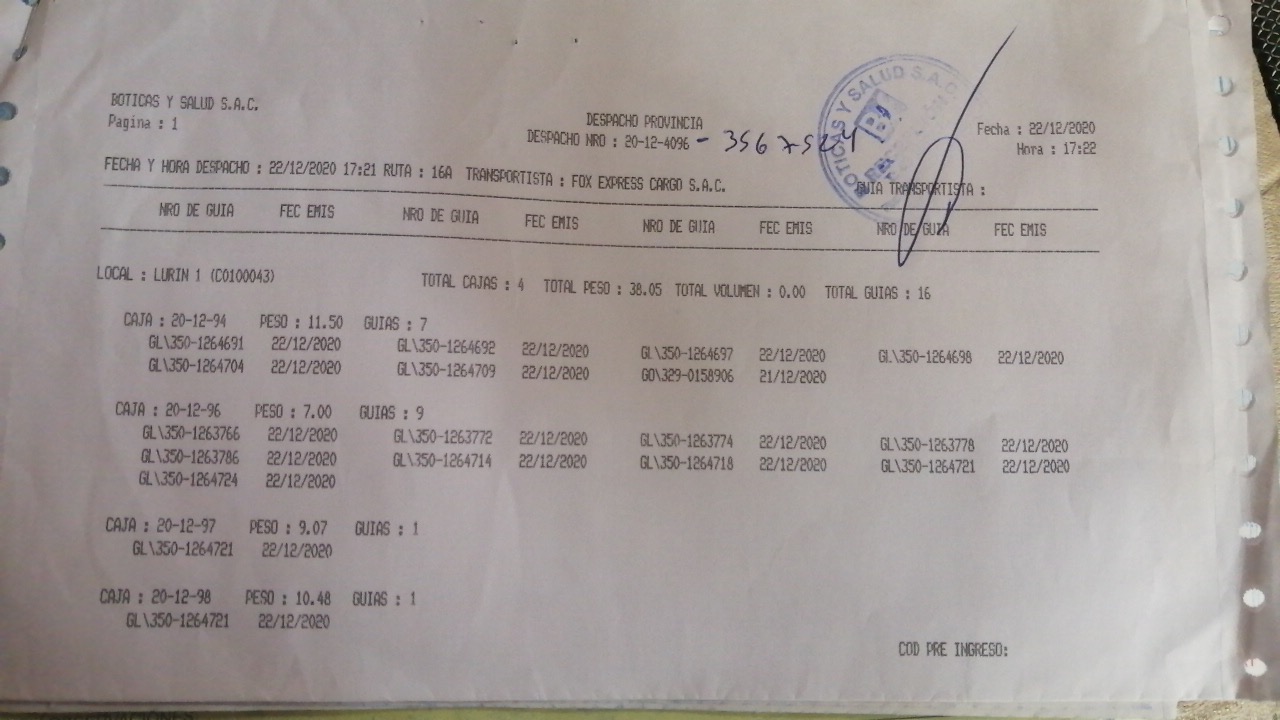 BOTICAS Y SALUD S.A.C.
Pagina : 1
DESPACHO PROVINCIA
DESPACHO NRO : 20-12-4096 - 3567524
Fecha : 22/12/2020
Hora : 17:22
BOTICAS Y SALUD S.A.C.
FECHA Y HORA DESPACHO : 22/12/2020 17:21 RUTA : 16A TRANSPORTISTA : FOX EXPRESS CARGO S.A.C. GUIA TRANSPORTISTA :
NRO DE GUIA FEC EMIS NRO DE GUIA FEC EMIS NRO DE GUIA FEC EMIS NRO DE GUIA FEC EMIS
LOCAL : LURIN 1 (C0100043) TOTAL CAJAS : 4 TOTAL PESO : 38.05 TOTAL VOLUMEN : 0.00 TOTAL GUIAS : 16
CAJA : 20-12-94 PESO : 11.50 GUIAS : 7
GL\350-1264691 22/12/2020 GL\350-1264692 22/12/2020 GL\350-1264697 22/12/2020 GL\350-1264698 22/12/2020
GL\350-1264704 22/12/2020 GL\350-1264709 22/12/2020 GO\329-0158906 21/12/2020
CAJA : 20-12-96 PESO : 7.00 GUIAS : 9
GL\350-1263766 22/12/2020 GL\350-1263772 22/12/2020 GL\350-1263774 22/12/2020 GL\350-1263778 22/12/2020
GL\350-1263786 22/12/2020 GL\350-1264714 22/12/2020 GL\350-1264718 22/12/2020 GL\350-1264721 22/12/2020
GL\350-1264724 22/12/2020
CAJA : 20-12-97 PESO : 9.07 GUIAS : 1
GL\350-1264721 22/12/2020
CAJA : 20-12-98 PESO : 10.48 GUIAS : 1
GL\350-1264721 22/12/2020
COD PRE INGRESO: